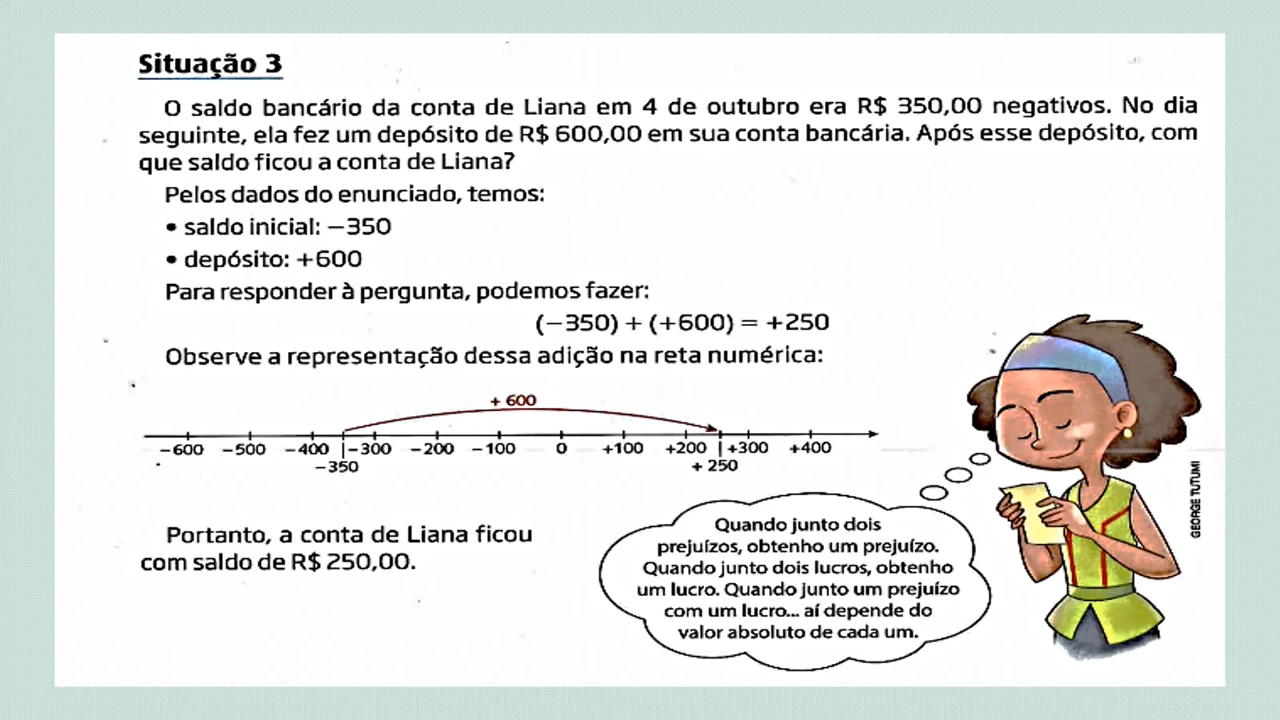 Situação 3
O saldo bancário da conta de Liana em 4 de outubro era R$ 350,00 negativos. No dia
seguinte, ela fez um depósito de R$ 600,00 em sua conta bancária. Após esse depósito, com
que saldo ficou a conta de Liana?
Pelos dados do enunciado, temos:
• saldo inicial: −350
• depósito: +600
Para responder à pergunta, podemos fazer:
(−350) + (+600) = +250
Observe a representação dessa adição na reta numérica:
+ 600
−600 −500 −400 −300 −200 −100 0 +100 +200 +300 +400
−350 + 250
Portanto, a conta de Liana ficou
com saldo de R$ 250,00.
Quando junto dois
prejuízos, obtenho um prejuízo.
Quando junto dois lucros, obtenho
um lucro. Quando junto um prejuízo
com um lucro... aí depende do
valor absoluto de cada um.
GEORGE TUTUMI